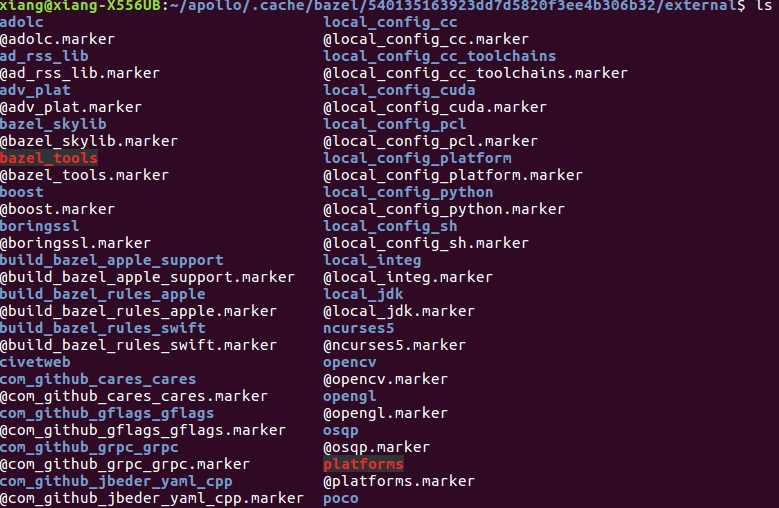 xiang@xiang-X556UB:~/apollo/.cache/bazel/540135163923dd7d5820f3ee4b306b32/external$ ls
adolc local_config_cc
@adolc.marker @local_config_cc.marker
ad_rss_lib local_config_cc_toolchains
@ad_rss_lib.marker @local_config_cc_toolchains.marker
adv_plat local_config_cuda
@adv_plat.marker @local_config_cuda.marker
bazel_skylib local_config_pcl
@bazel_skylib.marker @local_config_pcl.marker
bazel_tools local_config_platform
@bazel_tools.marker @local_config_platform.marker
boost local_config_python
@boost.marker @local_config_python.marker
boringssl local_config_sh
@boringssl.marker @local_config_sh.marker
build_bazel_apple_support local_integ
@build_bazel_apple_support.marker @local_integ.marker
build_bazel_rules_apple local_jdk
@build_bazel_rules_apple.marker @local_jdk.marker
build_bazel_rules_swift ncurses5
@build_bazel_rules_swift.marker @ncurses5.marker
civetweb opencv
com_github_cares_cares @opencv.marker
@com_github_cares_cares.marker opengl
com_github_gflags_gflags @opengl.marker
@com_github_gflags_gflags.marker osqp
com_github_grpc_grpc @osqp.marker
@com_github_grpc_grpc.marker platforms
com_github_jbeder_yaml_cpp @platforms.marker
@com_github_jbeder_yaml_cpp.marker poco